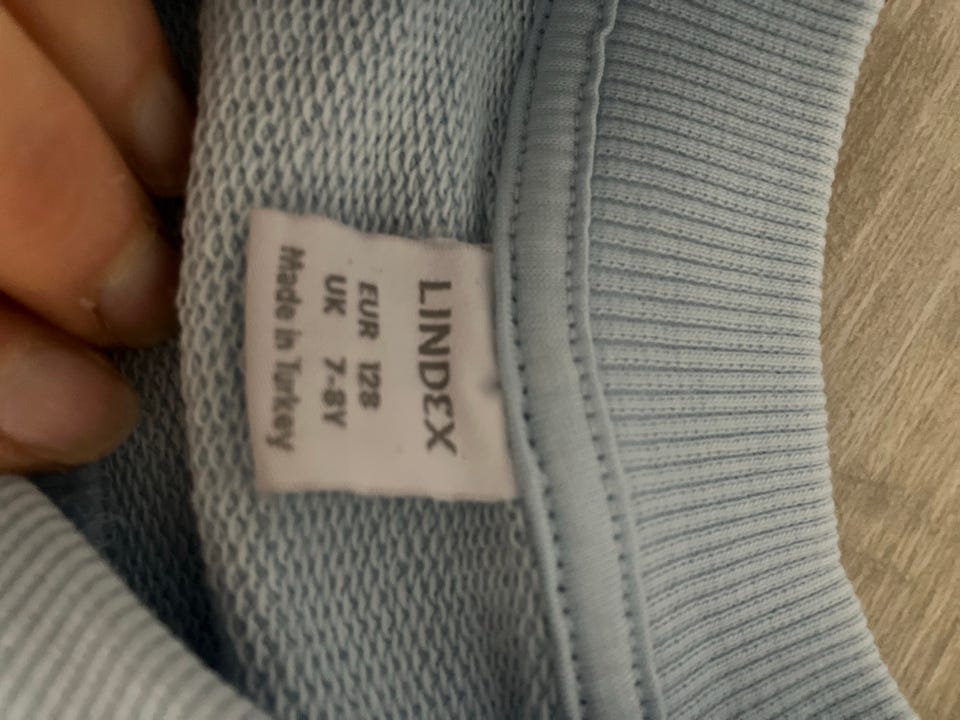 LINDEX
EUR 128
UK 7-8Y
Made in Turkey